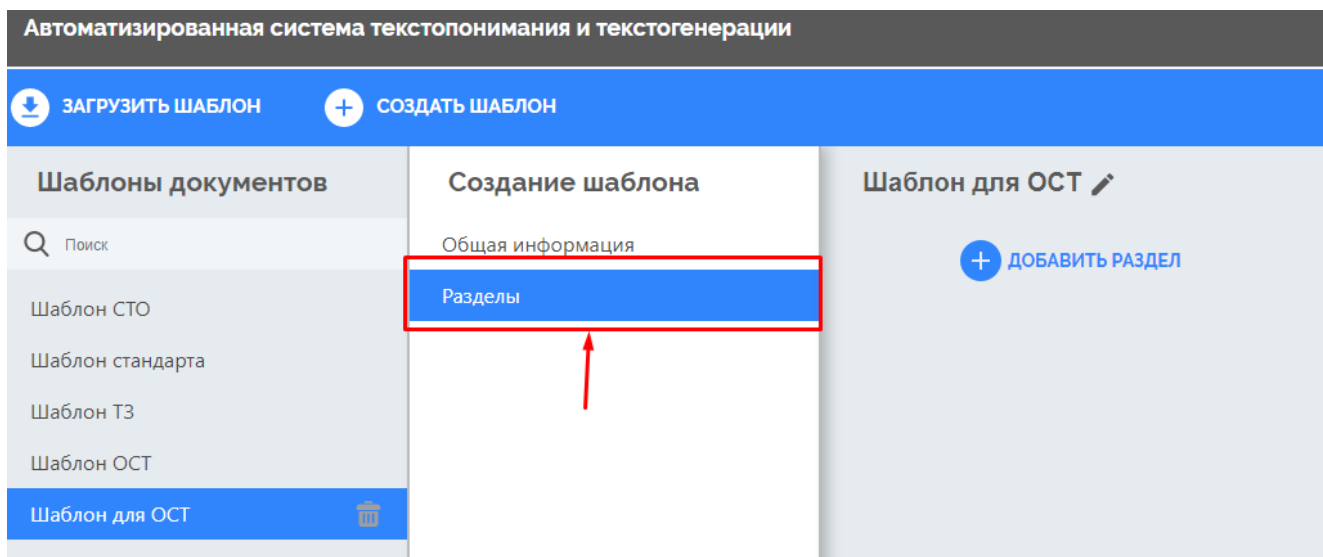 Автоматизированная система текстопонимания и текстогенерации
ЗАГРУЗИТЬ ШАБЛОН
СОЗДАТЬ ШАБЛОН
Шаблоны документов
Поиск
Шаблон СТО
Шаблон стандарта
Шаблон ТЗ
Шаблон ОСТ
Шаблон для ОСТ
Создание шаблона
Общая информация
Разделы
Шаблон для ОСТ
ДОБАВИТЬ РАЗДЕЛ